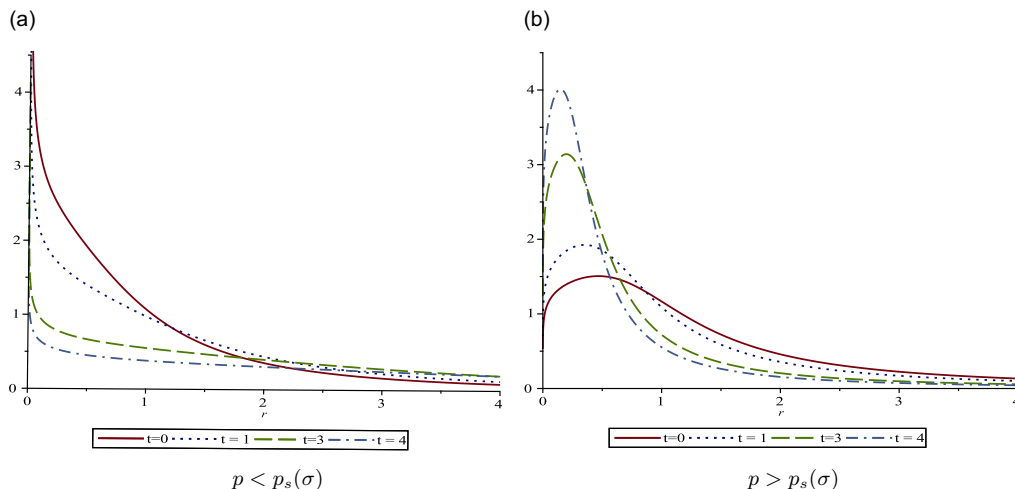 (a)
4
3
2
1
0
0 1 2 3 4
r
t=0 t = 1 t=3 t = 4
p < p_s(σ)
(b)
4
3
2
1
0
0 1 2 3 4
r
t=0 t = 1 t=3 t = 4
p > p_s(σ)